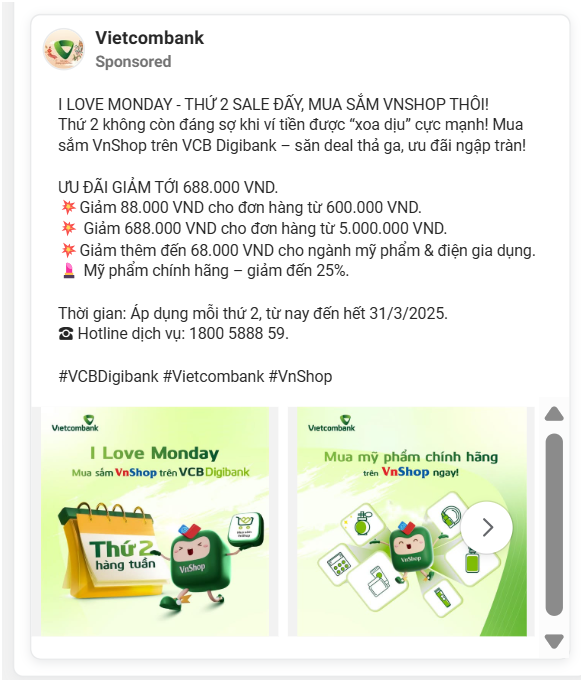 Vietcombank
Sponsored
I LOVE MONDAY - THỨ 2 SALE ĐẤY, MUA SẮM VNSHOP THÔI!
Thứ 2 không còn đáng sợ khi ví tiền được “xoa dịu” cực mạnh! Mua
sắm VnShop trên VCB Digibank – săn deal thả ga, ưu đãi ngập tràn!
ƯU ĐÃI GIẢM TỚI 688.000 VND.
💥 Giảm 88.000 VND cho đơn hàng từ 600.000 VND.
💥 Giảm 688.000 VND cho đơn hàng từ 5.000.000 VND.
💥 Giảm thêm đến 68.000 VND cho ngành mỹ phẩm & điện gia dụng.
💄 Mỹ phẩm chính hãng – giảm đến 25%.
Thời gian: Áp dụng mỗi thứ 2, từ nay đến hết 31/3/2025.
☎ Hotline dịch vụ: 1800 5888 59.
#VCBDigibank #Vietcombank #VnShop
Vietcombank
I Love Monday
Mua sắm VnShop trên VCB Digibank
Thứ 2
hàng tuần
VnShop
Vietcombank
Mua mỹ phẩm chính hãng
trên VnShop ngay!
VnShop